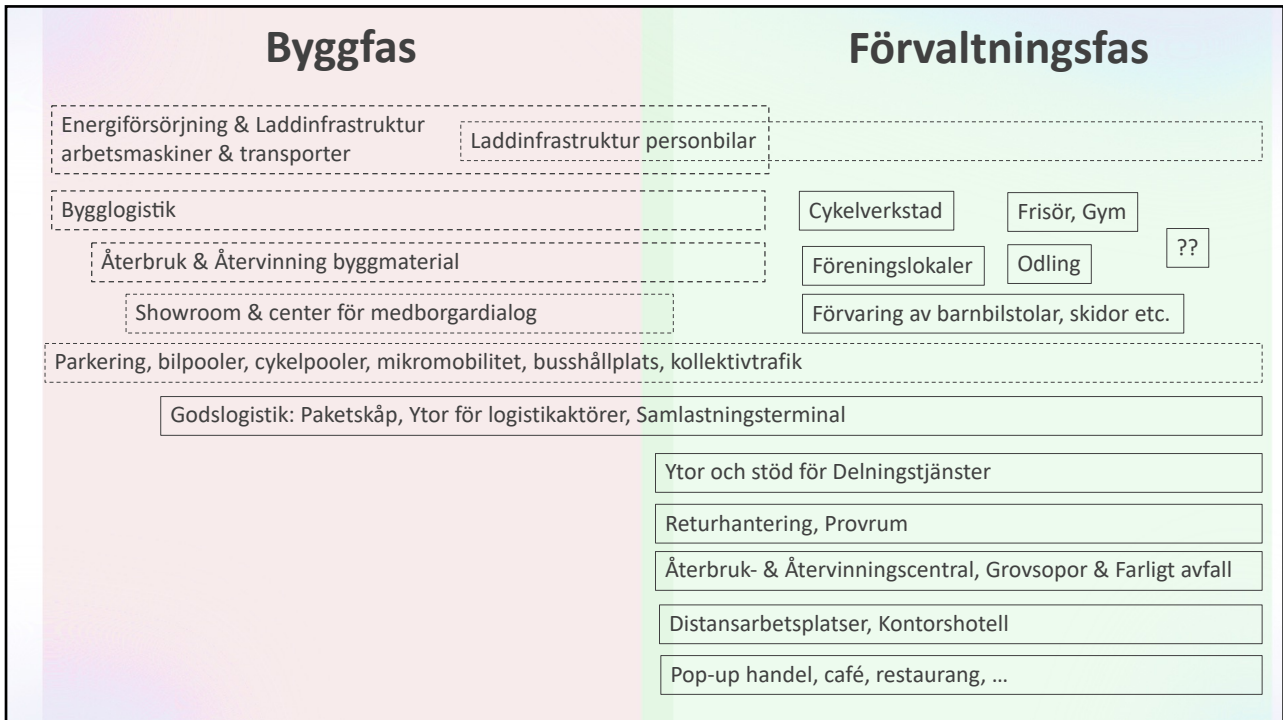 Byggfas
Förvaltningsfas
Energiförsörjning & Laddinfrastruktur
arbetsmaskiner & transporter
Laddinfrastruktur personbilar
Bygglogistik
Cykelverkstad
Frisör, Gym
??
Återbruk & Återvinning byggmaterial
Föreningslokaler
Odling
Showroom & center för medborgardialog
Förvaring av barnbilstolar, skidor etc.
Parkering, bilpooler, cykelpooler, mikromobilitet, busshållplats, kollektivtrafik
Godslogistik: Paketskåp, Ytor för logistikaktörer, Samlastningsterminal
Ytor och stöd för Delningstjänster
Returhantering, Provrum
Återbruk- & Återvinningscentral, Grovsopor & Farligt avfall
Distansarbetsplatser, Kontorshotell
Pop-up handel, café, restaurang, …